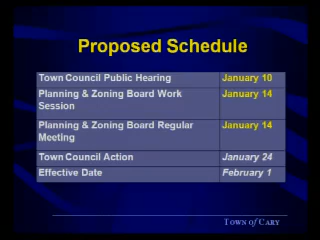 Proposed Schedule
Town Council Public Hearing January 10
Planning & Zoning Board Work January 14
Session
Planning & Zoning Board Regular January 14
Meeting
Town Council Action January 24
Effective Date February 1
TOWN of CARY